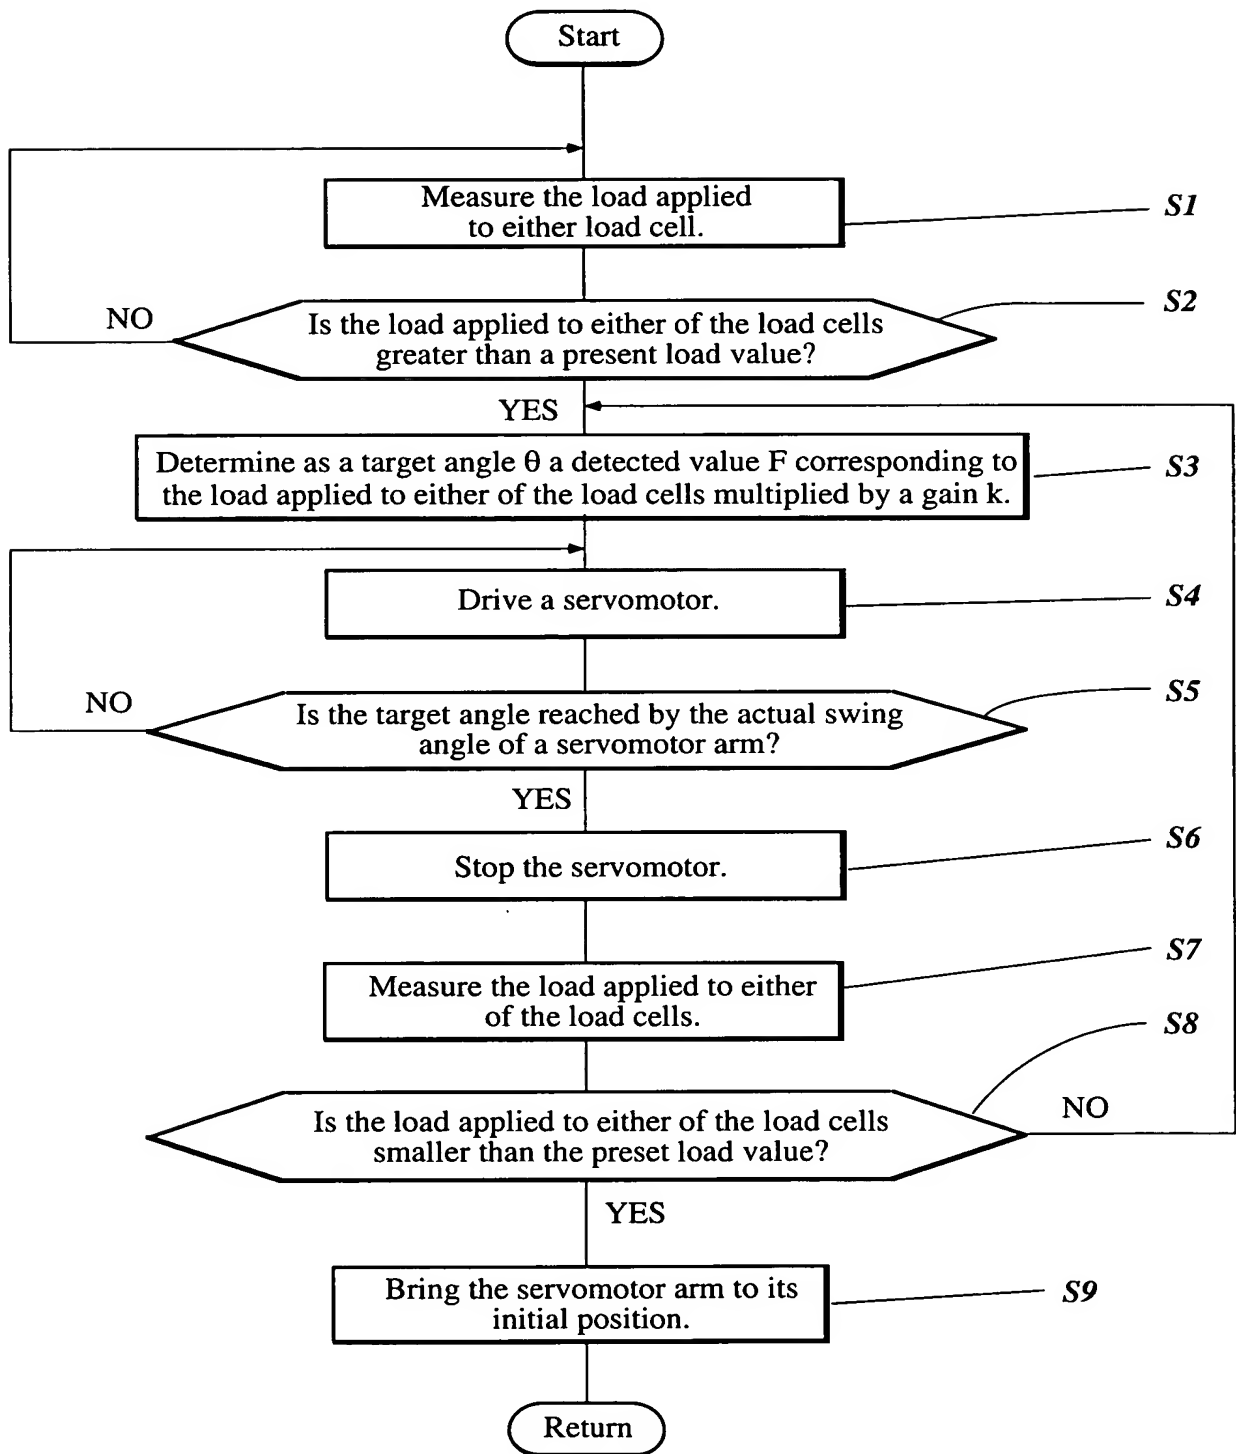 Start
Measure the load applied
to either load cell.
S1
NO
Is the load applied to either of the load cells
greater than a present load value?
S2
YES
Determine as a target angle θ a detected value F corresponding to
the load applied to either of the load cells multiplied by a gain k.
S3
Drive a servomotor.
S4
NO
Is the target angle reached by the actual swing
angle of a servomotor arm?
S5
YES
Stop the servomotor.
S6
Measure the load applied to either
of the load cells.
S7
Is the load applied to either of the load cells
smaller than the preset load value?
S8
NO
YES
Bring the servomotor arm to its
initial position.
S9
Return